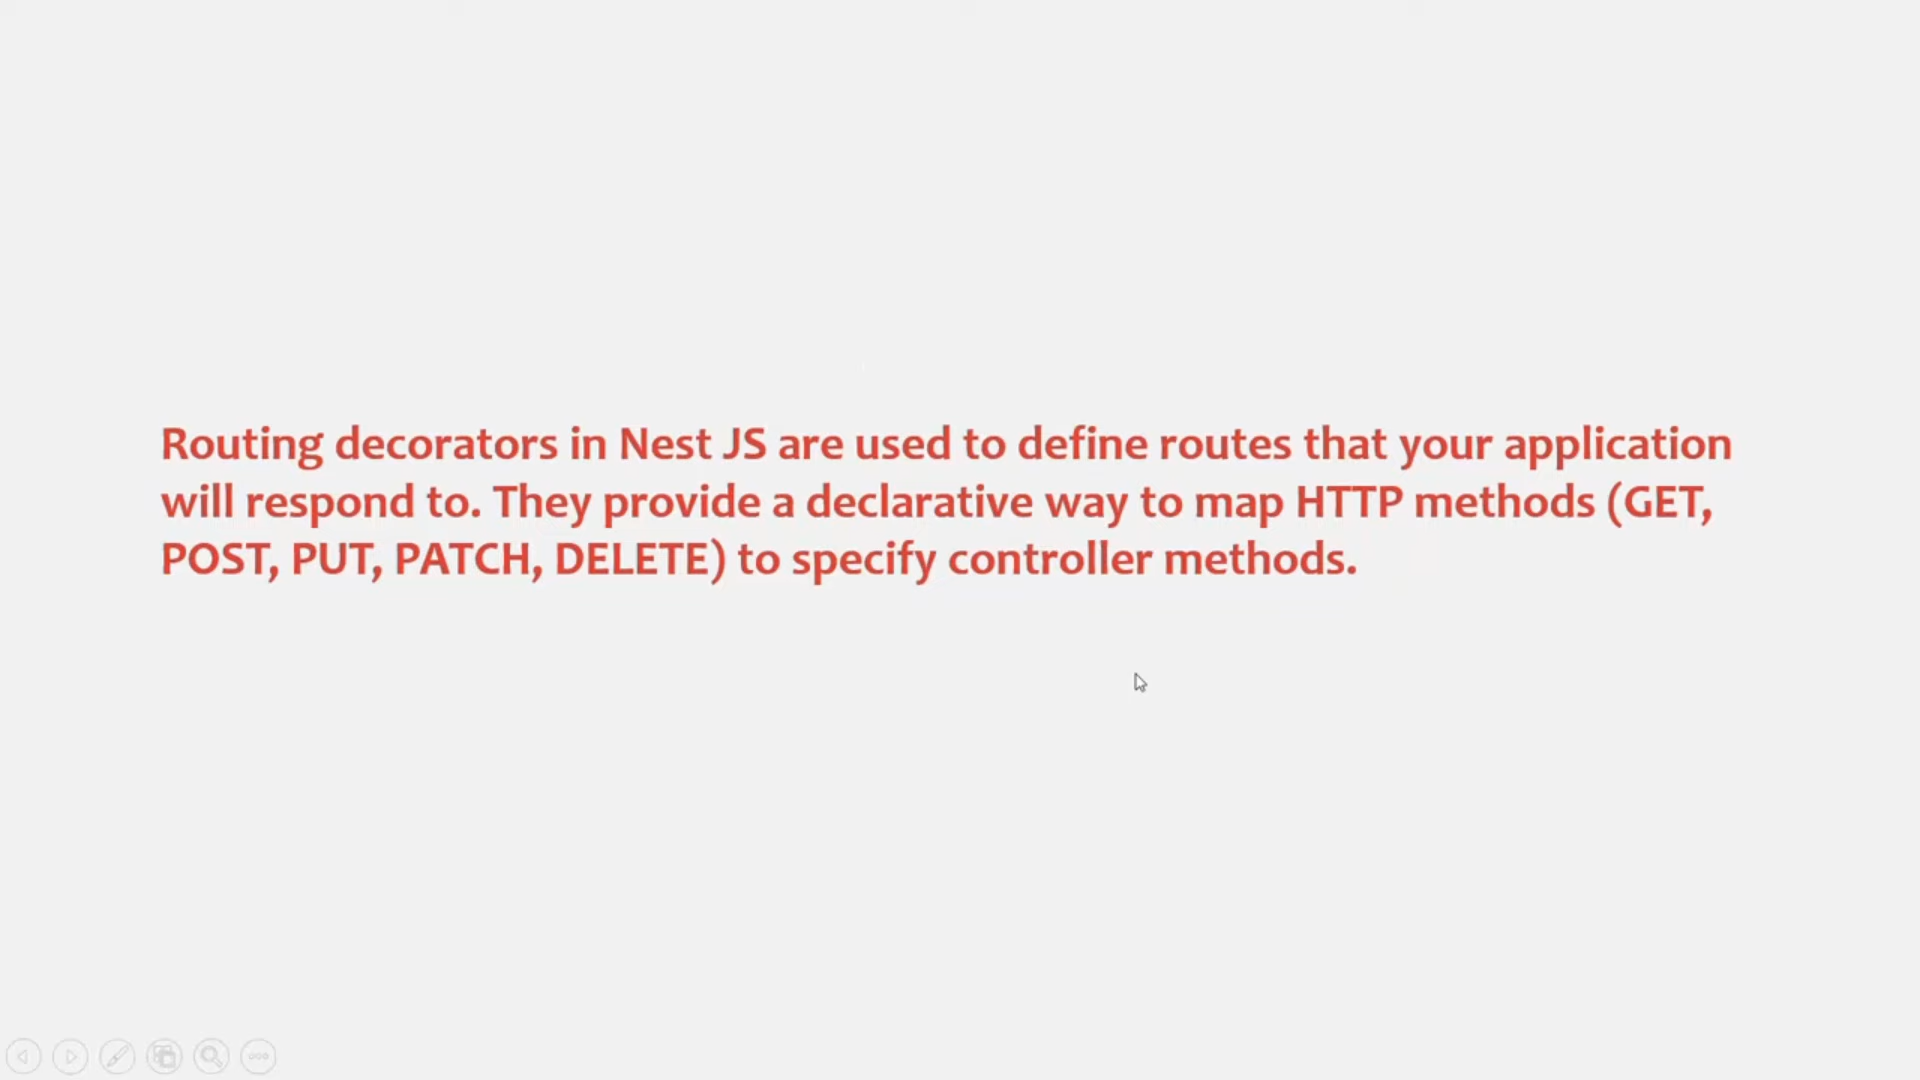 Routing decorators in Nest JS are used to define routes that your application
will respond to. They provide a declarative way to map HTTP methods (GET,
POST, PUT, PATCH, DELETE) to specify controller methods.